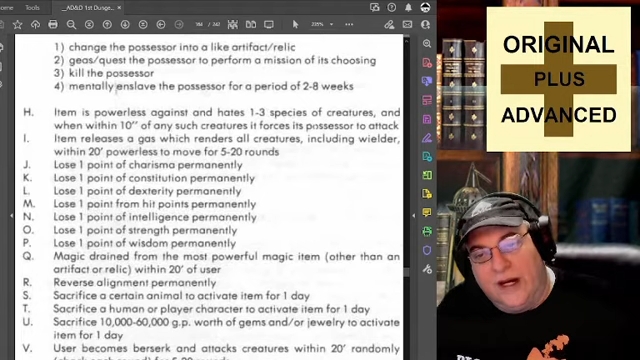 Home
Tools
__AD&D 1st Dunge...
184
/ 242
235%
1) change the possessor into a like artifact/relic
2) geas/quest the possessor to perform a mission of its choosing
3) kill the possessor
4) mentally enslave the possessor for a period of 2-8 weeks
H. Item is powerless against and hates 1-3 species of creatures, and
when within 10" of any such creatures it forces its possessor to attack
I. Item releases a gas which renders all creatures, including wielder,
within 20' powerless to move for 5-20 rounds
J. Lose 1 point of charisma permanently
K. Lose 1 point of constitution permanently
L. Lose 1 point of dexterity permanently
M. Lose 1 point from hit points permanently
N. Lose 1 point of intelligence permanently
O. Lose 1 point of strength permanently
P. Lose 1 point of wisdom permanently
Q. Magic drained from the most powerful magic item (other than an
artifact or relic) within 20' of user
R. Reverse alignment permanently
S. Sacrifice a certain animal to activate item for 1 day
T. Sacrifice a human or player character to activate item for 1 day
U. Sacrifice 10,000-60,000 g.p. worth of gems and/or jewelry to activate
item for 1 day
V. User becomes berserk and attacks creatures within 20' randomly
ORIGINAL
PLUS
ADVANCED